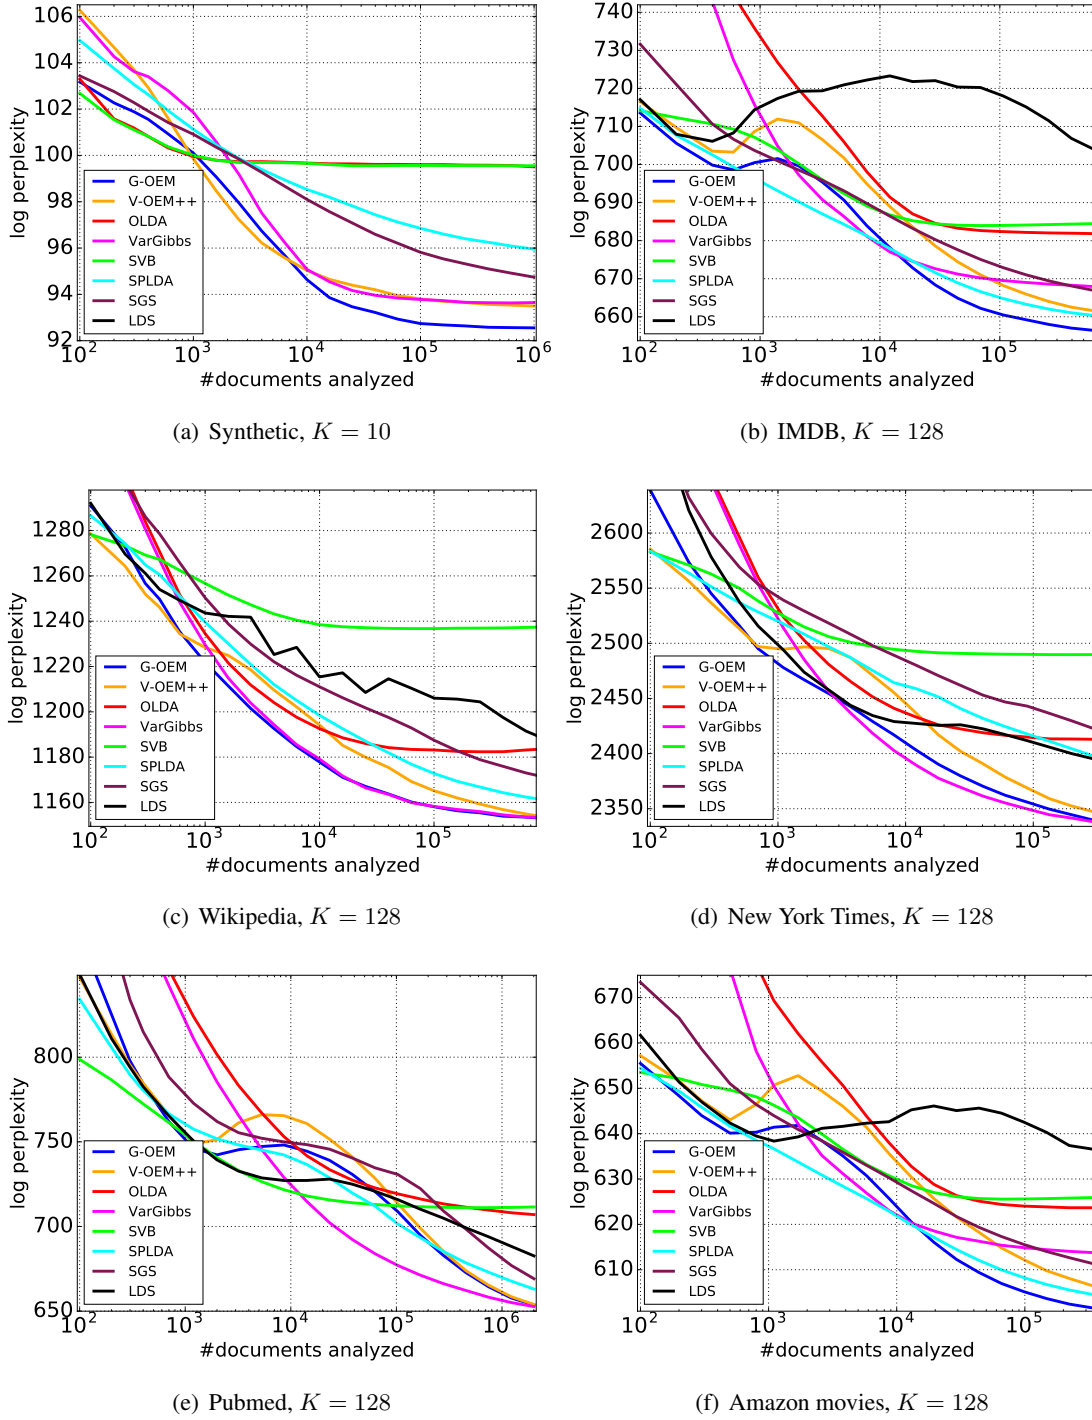 106
104
102
100
98
96
94
92
log perplexity
G-OEM
V-OEM++
OLDA
VarGibbs
SVB
SPLDA
SGS
LDS
10^2 10^3 10^4 10^5 10^6
#documents analyzed
(a) Synthetic, K = 10
740
730
720
710
700
690
680
670
660
log perplexity
G-OEM
V-OEM++
OLDA
VarGibbs
SVB
SPLDA
SGS
LDS
10^2 10^3 10^4 10^5
#documents analyzed
(b) IMDB, K = 128
1280
1260
1240
1220
1200
1180
1160
log perplexity
G-OEM
V-OEM++
OLDA
VarGibbs
SVB
SPLDA
SGS
LDS
10^2 10^3 10^4 10^5
#documents analyzed
(c) Wikipedia, K = 128
2600
2550
2500
2450
2400
2350
log perplexity
G-OEM
V-OEM++
OLDA
VarGibbs
SVB
SPLDA
SGS
LDS
10^2 10^3 10^4 10^5
#documents analyzed
(d) New York Times, K = 128
800
750
700
650
log perplexity
G-OEM
V-OEM++
OLDA
VarGibbs
SVB
SPLDA
SGS
LDS
10^2 10^3 10^4 10^5 10^6
#documents analyzed
(e) Pubmed, K = 128
670
660
650
640
630
620
610
log perplexity
G-OEM
V-OEM++
OLDA
VarGibbs
SVB
SPLDA
SGS
LDS
10^2 10^3 10^4 10^5
#documents analyzed
(f) Amazon movies, K = 128